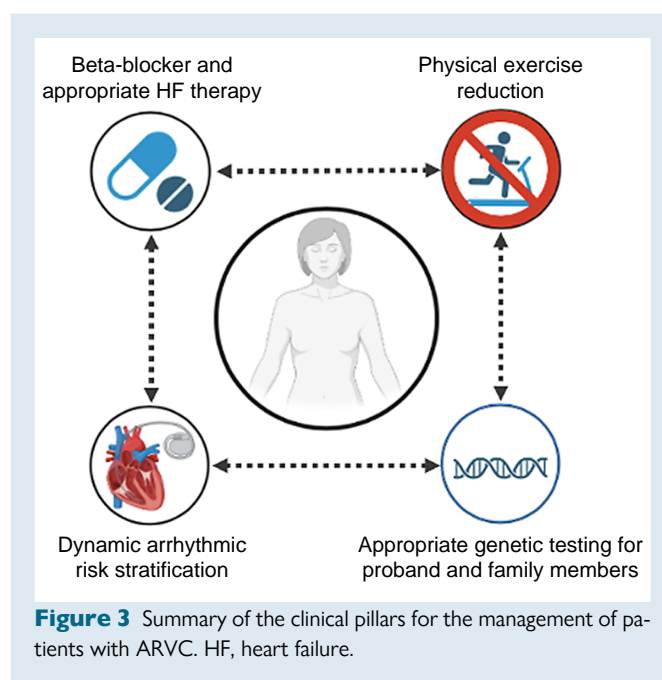 Beta-blocker and
appropriate HF therapy
Physical exercise
reduction
Dynamic arrhythmic
risk stratification
Appropriate genetic testing for
proband and family members
Figure 3 Summary of the clinical pillars for the management of pa-
tients with ARVC. HF, heart failure.